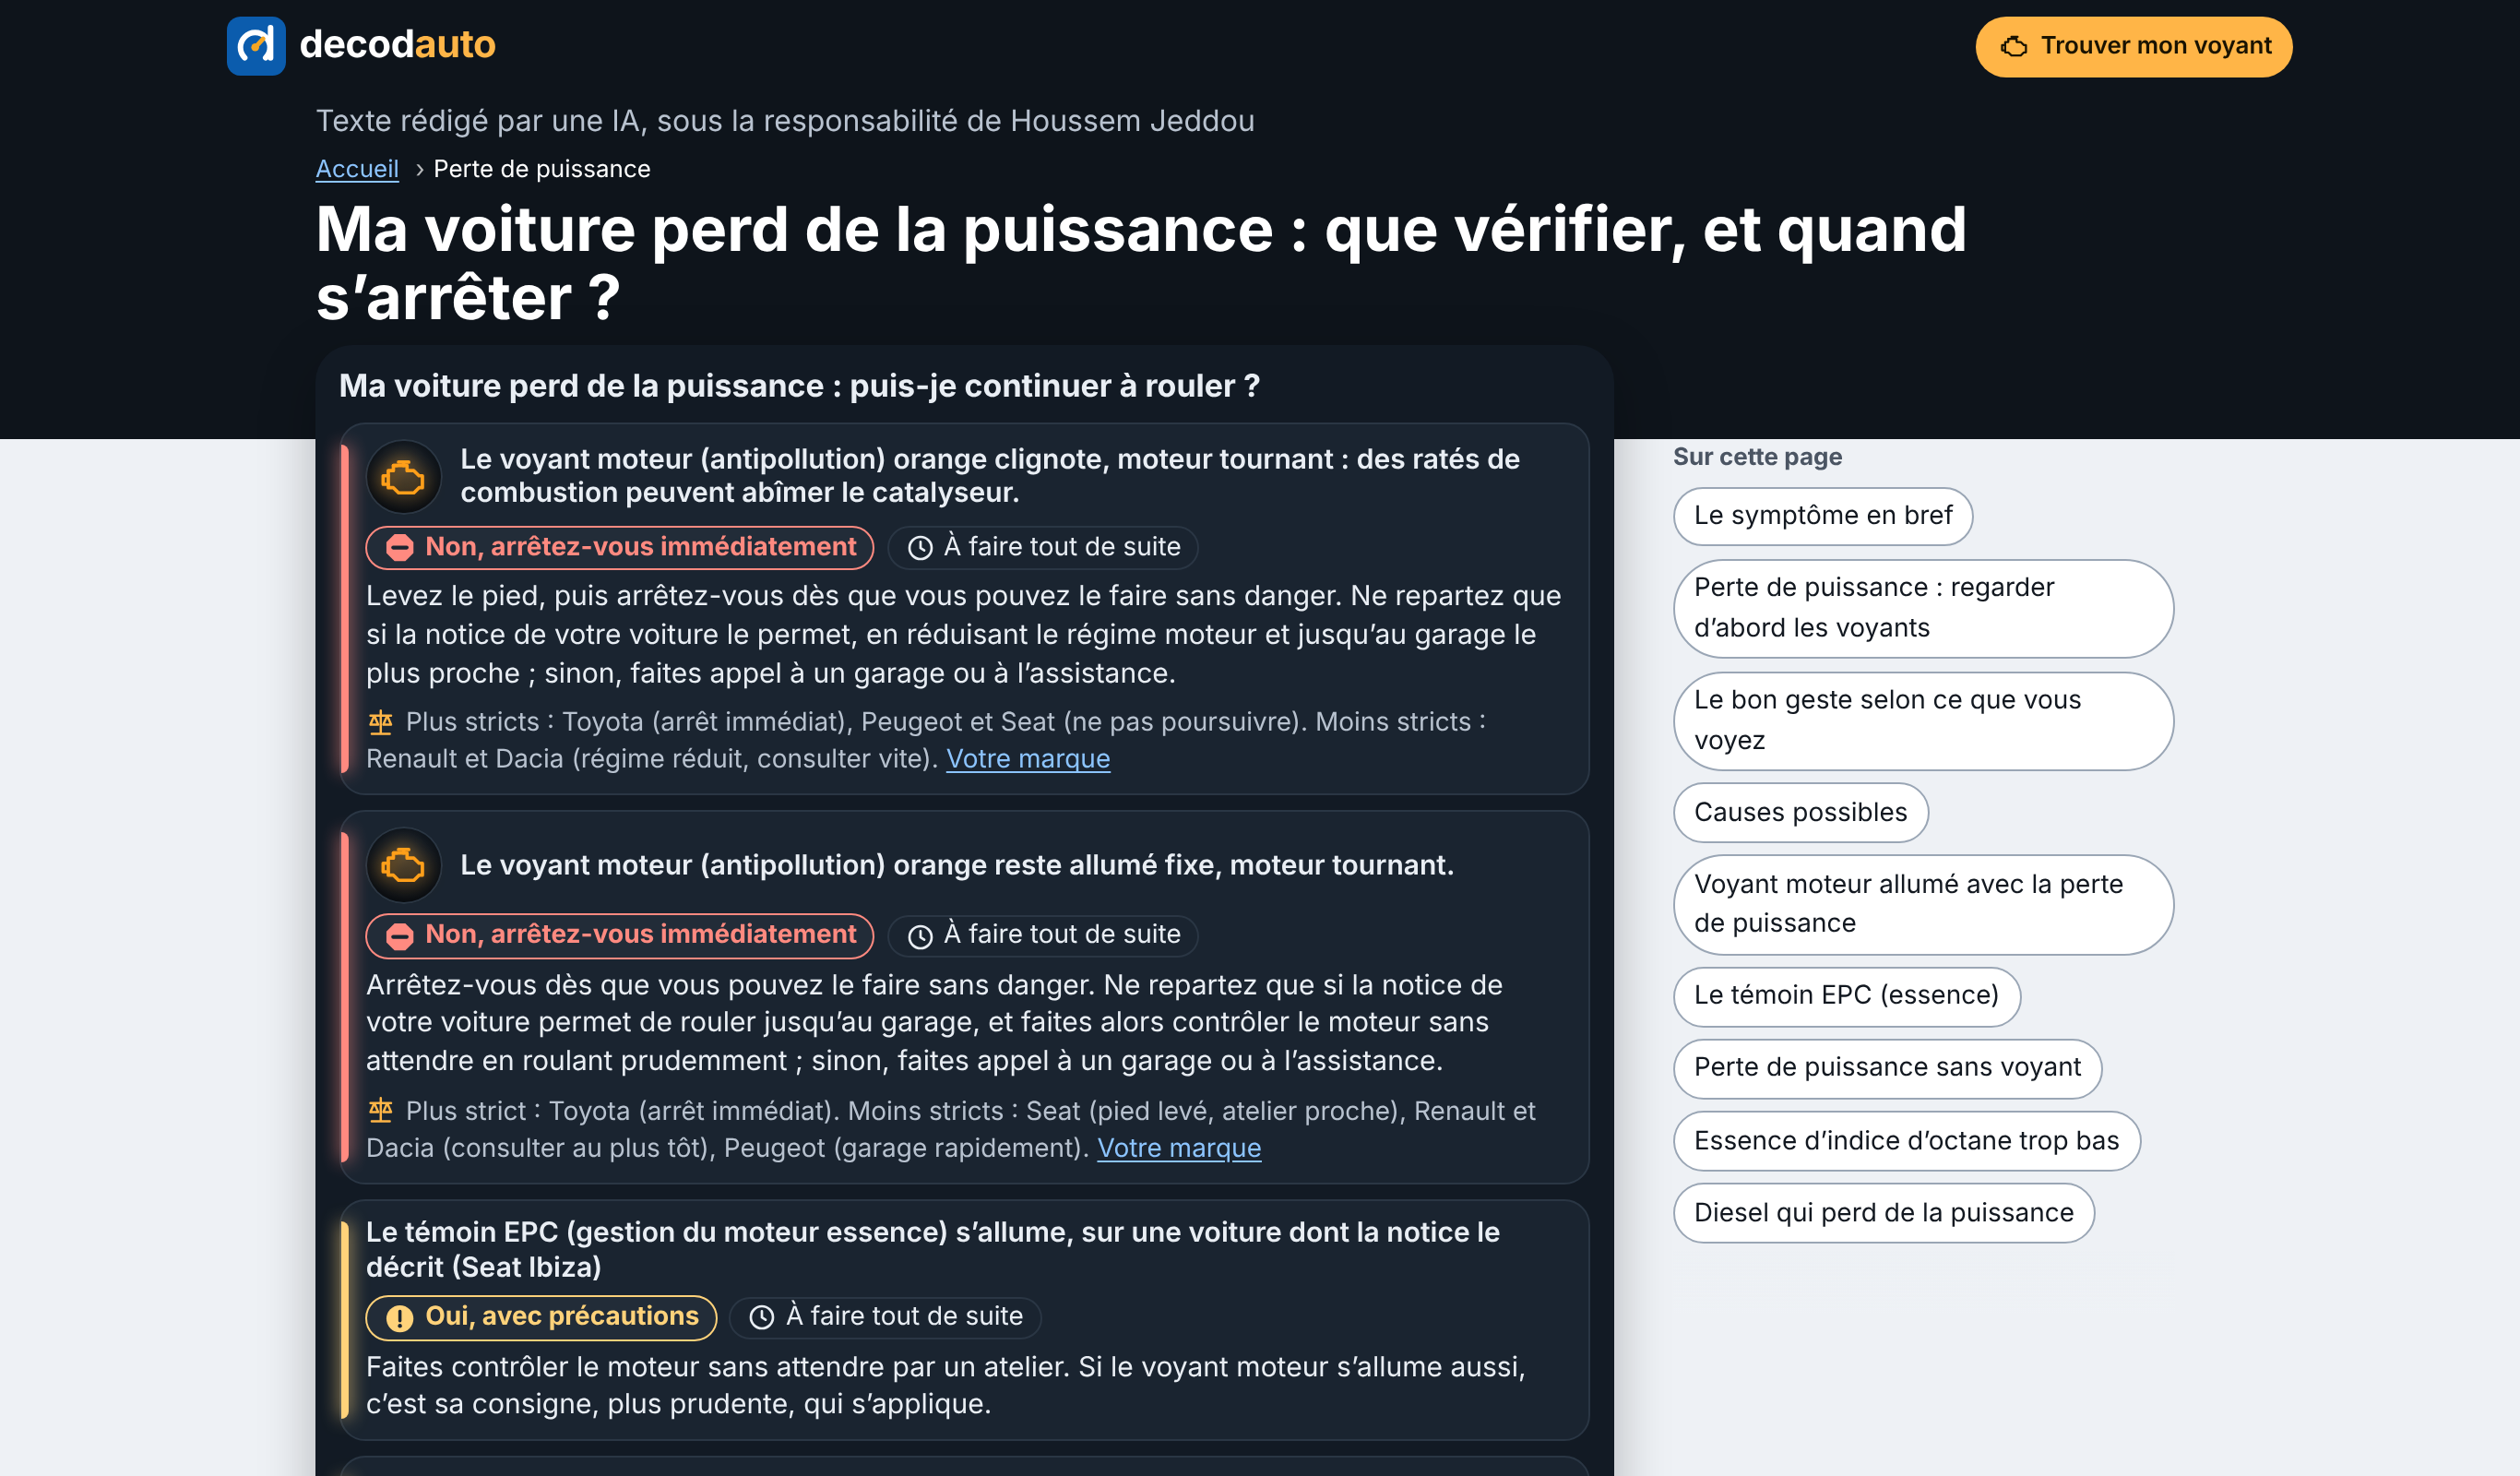 decodauto
Trouver mon voyant
Texte rédigé par une IA, sous la responsabilité de Houssem Jeddou
Accueil › Perte de puissance
Ma voiture perd de la puissance : que vérifier, et quand
s’arrêter ?
Ma voiture perd de la puissance : puis-je continuer à rouler ?
Le voyant moteur (antipollution) orange clignote, moteur tournant : des ratés de
combustion peuvent abîmer le catalyseur.
Non, arrêtez-vous immédiatement
À faire tout de suite
Levez le pied, puis arrêtez-vous dès que vous pouvez le faire sans danger. Ne repartez que
si la notice de votre voiture le permet, en réduisant le régime moteur et jusqu’au garage le
plus proche ; sinon, faites appel à un garage ou à l’assistance.
Plus stricts : Toyota (arrêt immédiat), Peugeot et Seat (ne pas poursuivre). Moins stricts :
Renault et Dacia (régime réduit, consulter vite). Votre marque
Le voyant moteur (antipollution) orange reste allumé fixe, moteur tournant.
Non, arrêtez-vous immédiatement
À faire tout de suite
Arrêtez-vous dès que vous pouvez le faire sans danger. Ne repartez que si la notice de
votre voiture permet de rouler jusqu’au garage, et faites alors contrôler le moteur sans
attendre en roulant prudemment ; sinon, faites appel à un garage ou à l’assistance.
Plus strict : Toyota (arrêt immédiat). Moins stricts : Seat (pied levé, atelier proche), Renault et
Dacia (consulter au plus tôt), Peugeot (garage rapidement). Votre marque
Le témoin EPC (gestion du moteur essence) s’allume, sur une voiture dont la notice le
décrit (Seat Ibiza)
Oui, avec précautions
À faire tout de suite
Faites contrôler le moteur sans attendre par un atelier. Si le voyant moteur s’allume aussi,
c’est sa consigne, plus prudente, qui s’applique.
Sur cette page
Le symptôme en bref
Perte de puissance : regarder
d’abord les voyants
Le bon geste selon ce que vous
voyez
Causes possibles
Voyant moteur allumé avec la perte
de puissance
Le témoin EPC (essence)
Perte de puissance sans voyant
Essence d’indice d’octane trop bas
Diesel qui perd de la puissance